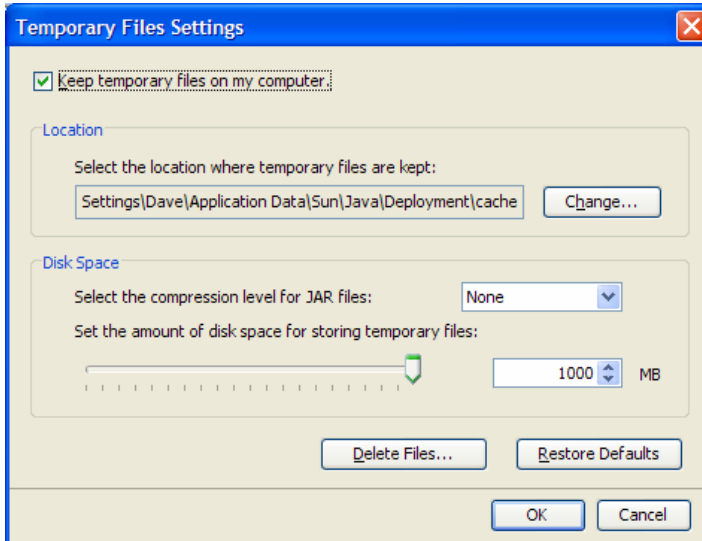 Temporary Files Settings
Keep temporary files on my computer.
Location
Select the location where temporary files are kept:
Settings\Dave\Application Data\Sun\Java\Deployment\cache
Change...
Disk Space
Select the compression level for JAR files:
None
Set the amount of disk space for storing temporary files:
1000 MB
Delete Files...
Restore Defaults
OK
Cancel